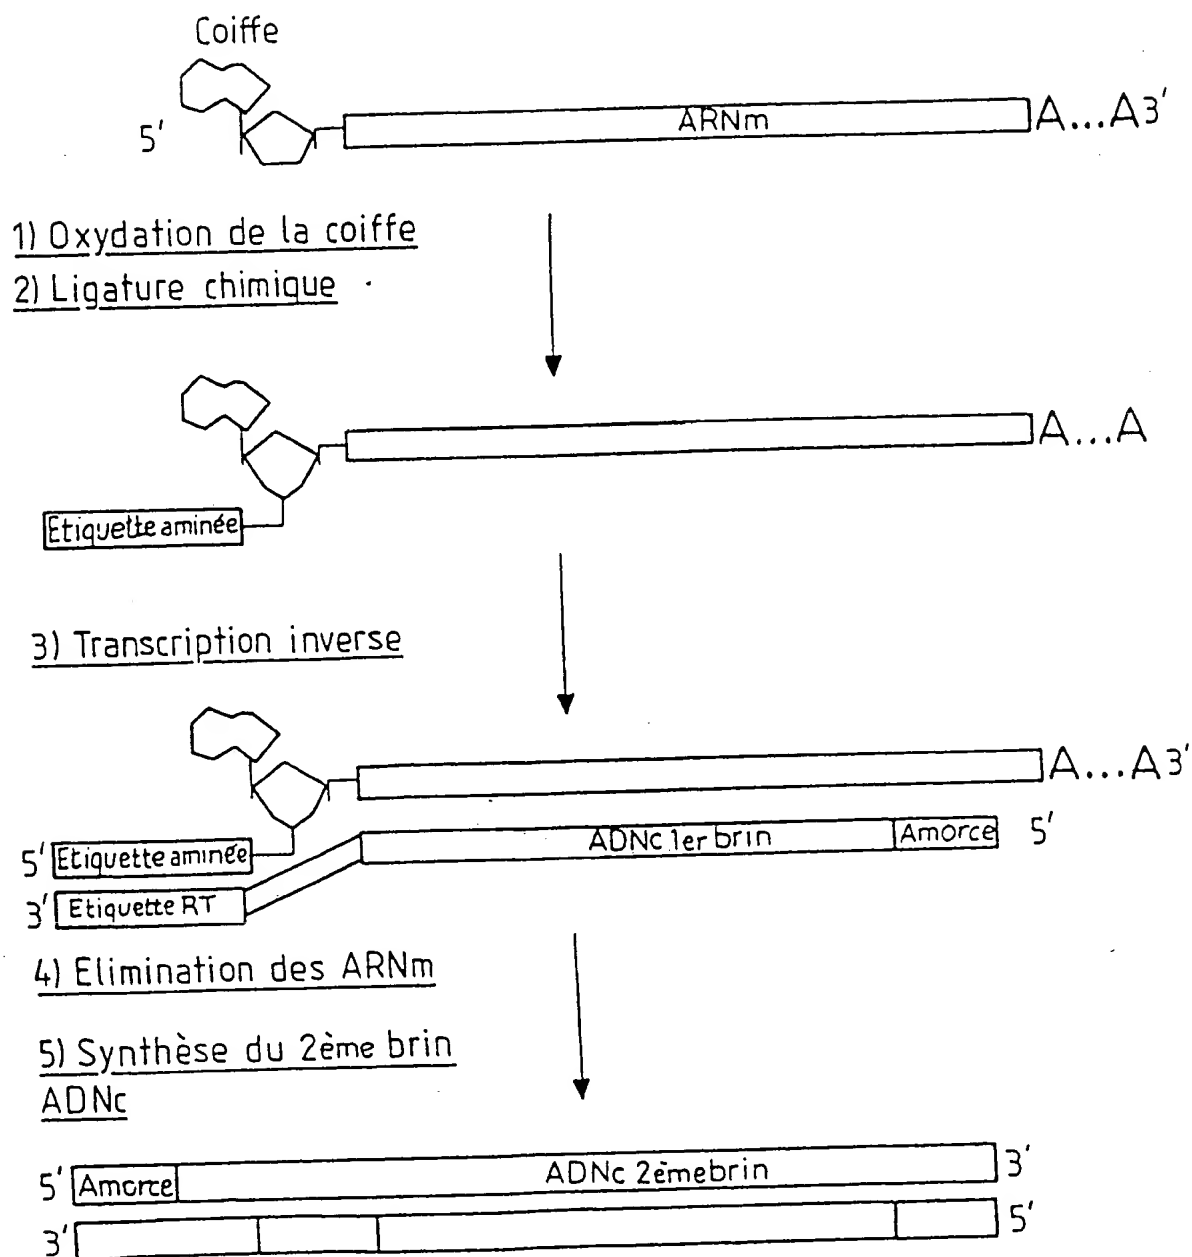 Coiffe
5' ARNm A...A 3'
1) Oxydation de la coiffe
2) Ligature chimique
A...A
Etiquette aminée
3) Transcription inverse
A...A 3'
ADNc 1er brin Amorce 5'
5' Etiquette aminée
3' Etiquette RT
4) Elimination des ARNm
5) Synthèse du 2ème brin
ADNc
5' Amorce ADNc 2èmebrin 3'
3' 5'